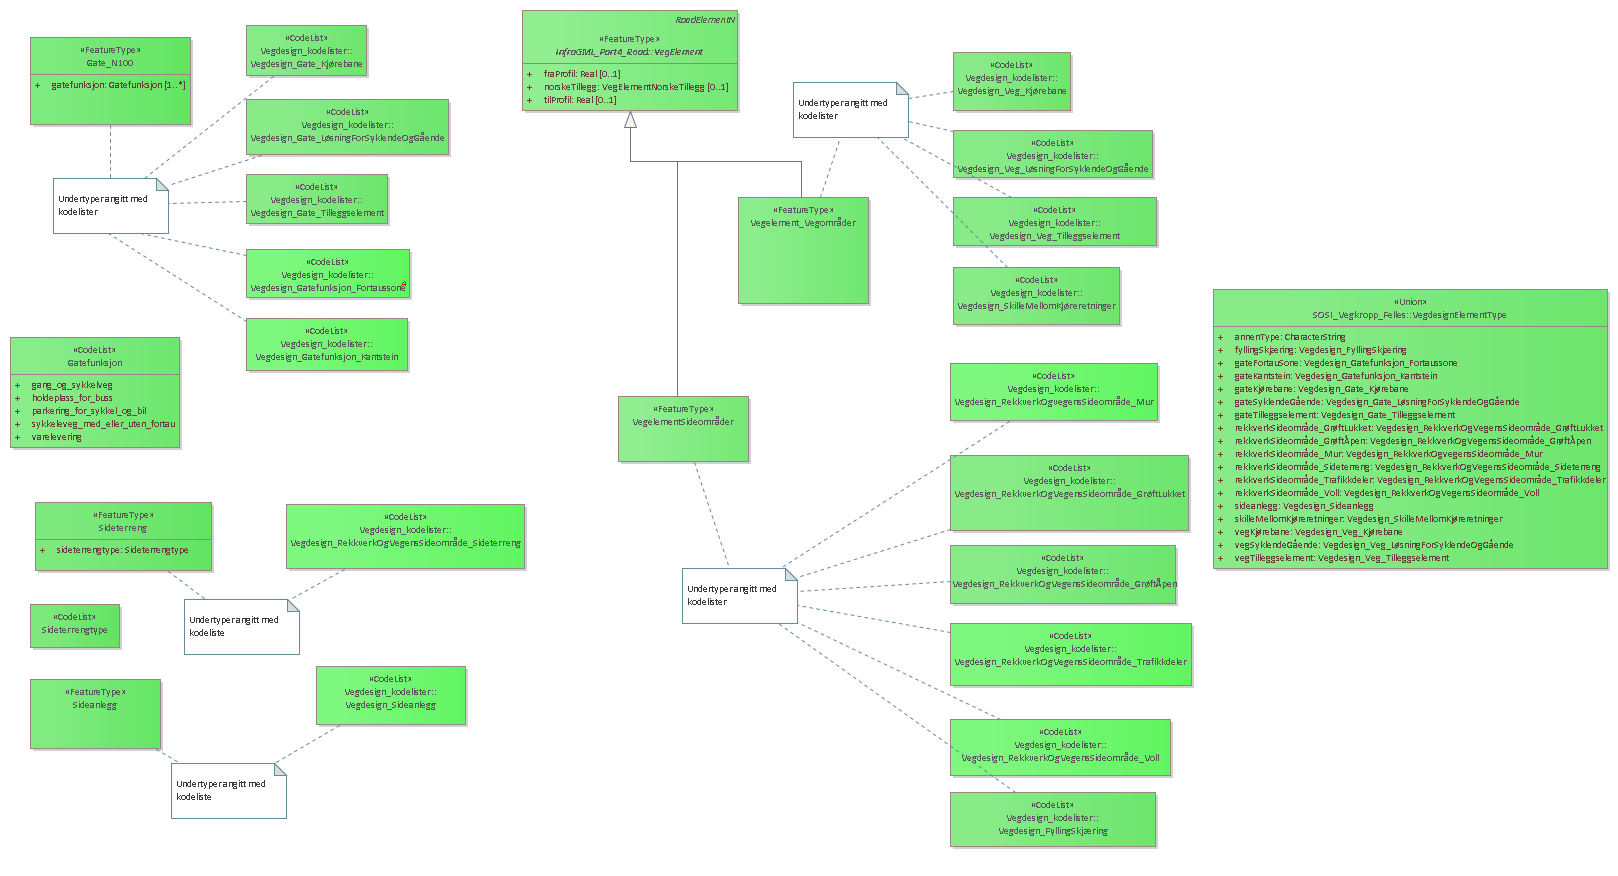 «FeatureType»
Gate_N100
+ gatefunksjon: Gatefunksjon [1..*]
Undertyper angitt med
kodelister
«CodeList»
Vegdesign_kodelister::
Vegdesign_Gate_Kjørebane
«CodeList»
Vegdesign_kodelister::
Vegdesign_Gate_LøsningForSyklendeOgGående
«CodeList»
Vegdesign_kodelister::
Vegdesign_Gate_Tilleggselement
«CodeList»
Vegdesign_kodelister::
Vegdesign_Gatefunksjon_Fortaussone
«CodeList»
Vegdesign_kodelister::
Vegdesign_Gatefunksjon_Kantstein
«CodeList»
Gatefunksjon
+ gang_og_sykkelveg
+ holdeplass_for_buss
+ parkering_for_sykkel_og_bil
+ sykkeleveg_med_eller_uten_fortau
+ varelevering
«FeatureType»
Sideterreng
+ sideterrengtype: Sideterrengtype
«CodeList»
Vegdesign_kodelister::
Vegdesign_RekkverkOgVegensSideområde_Sideterreng
Undertyper angitt med
kodeliste
«CodeList»
Sideterrengtype
«FeatureType»
Sideanlegg
«CodeList»
Vegdesign_kodelister::
Vegdesign_Sideanlegg
Undertyper angitt med
kodeliste
RoadElementN
«FeatureType»
InfraGML_Part4_Road::VegElement
+ fraProfil: Real [0..1]
+ norskeTillegg: VegElementNorskeTillegg [0..1]
+ tilProfil: Real [0..1]
Undertyper angitt med
kodelister
«FeatureType»
Vegelement_Vegområder
«CodeList»
Vegdesign_kodelister::
Vegdesign_Veg_Kjørebane
«CodeList»
Vegdesign_kodelister::
Vegdesign_Veg_LøsningForSyklendeOgGående
«CodeList»
Vegdesign_kodelister::
Vegdesign_Veg_Tilleggselement
«CodeList»
Vegdesign_kodelister::
Vegdesign_SkilleMellomKjøreretninger
«FeatureType»
VegelementSideområder
Undertyper angitt med
kodelister
«CodeList»
Vegdesign_kodelister::
Vegdesign_RekkverkOgvegensSideområde_Mur
«CodeList»
Vegdesign_kodelister::
Vegdesign_RekkverkOgVegensSideområde_GrøftLukket
«CodeList»
Vegdesign_kodelister::
Vegdesign_RekkverkOgVegensSideområde_GrøftÅpen
«CodeList»
Vegdesign_kodelister::
Vegdesign_RekkverkOgVegensSideområde_Trafikkdeler
«CodeList»
Vegdesign_kodelister::
Vegdesign_RekkverkOgVegensSideområde_Voll
«CodeList»
Vegdesign_kodelister::
Vegdesign_FyllingSkjæring
«Union»
SOSI_Vegkropp_Felles::VegdesignElementType
+ annenType: CharacterString
+ fyllingSkjæring: Vegdesign_FyllingSkjæring
+ gateFortauSone: Vegdesign_Gatefunksjon_Fortaussone
+ gateKantstein: Vegdesign_Gatefunksjon_Kantstein
+ gateKjørebane: Vegdesign_Gate_Kjørebane
+ gateSyklendeGående: Vegdesign_Gate_LøsningForSyklendeOgGående
+ gateTilleggselement: Vegdesign_Gate_Tilleggselement
+ rekkverkSideområde_GrøftLukket: Vegdesign_RekkverkOgVegensSideområde_GrøftLukket
+ rekkverkSideområde_GrøftÅpen: Vegdesign_RekkverkOgVegensSideområde_GrøftÅpen
+ rekkverkSideområde_Mur: Vegdesign_RekkverkOgvegensSideområde_Mur
+ rekkverkSideområde_Sideterreng: Vegdesign_RekkverkOgVegensSideområde_Sideterreng
+ rekkverkSideområde_Trafikkdeler: Vegdesign_RekkverkOgVegensSideområde_Trafikkdeler
+ rekkverkSideområde_Voll: Vegdesign_RekkverkOgVegensSideområde_Voll
+ sideanlegg: Vegdesign_Sideanlegg
+ skilleMellomKjøreretninger: Vegdesign_SkilleMellomKjøreretninger
+ vegKjørebane: Vegdesign_Veg_Kjørebane
+ vegSyklendeGående: Vegdesign_Veg_LøsningForSyklendeOgGående
+ vegTilleggselement: Vegdesign_Veg_Tilleggselement